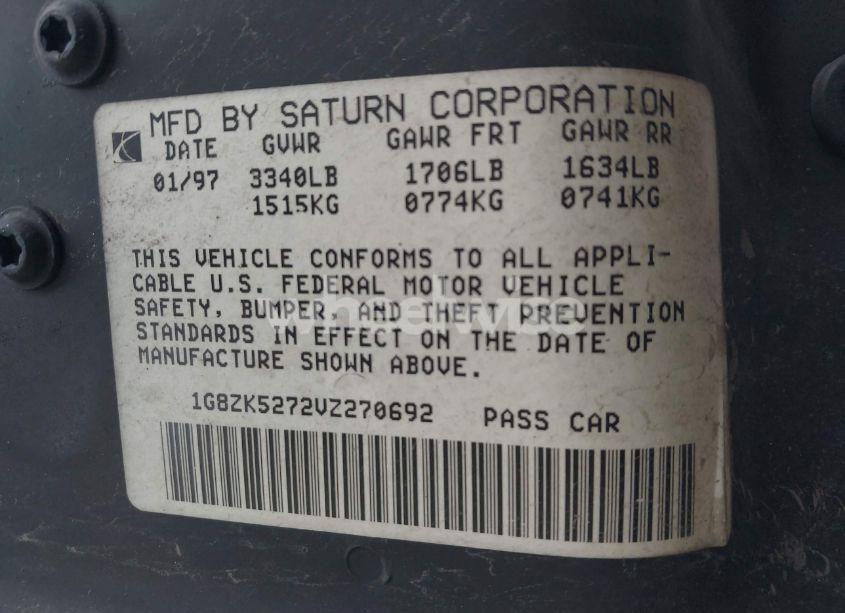 MFD BY SATURN CORPORATION
DATE GVWR GAWR FRT GAWR RR
01/97 3340LB 1706LB 1634LB
1515KG 0774KG 0741KG
THIS VEHICLE CONFORMS TO ALL APPLI-
CABLE U.S. FEDERAL MOTOR VEHICLE
SAFETY, BUMPER, AND THEFT PREVENTION
STANDARDS IN EFFECT ON THE DATE OF
MANUFACTURE SHOWN ABOVE.
1G8ZK5272VZ270692 PASS CAR